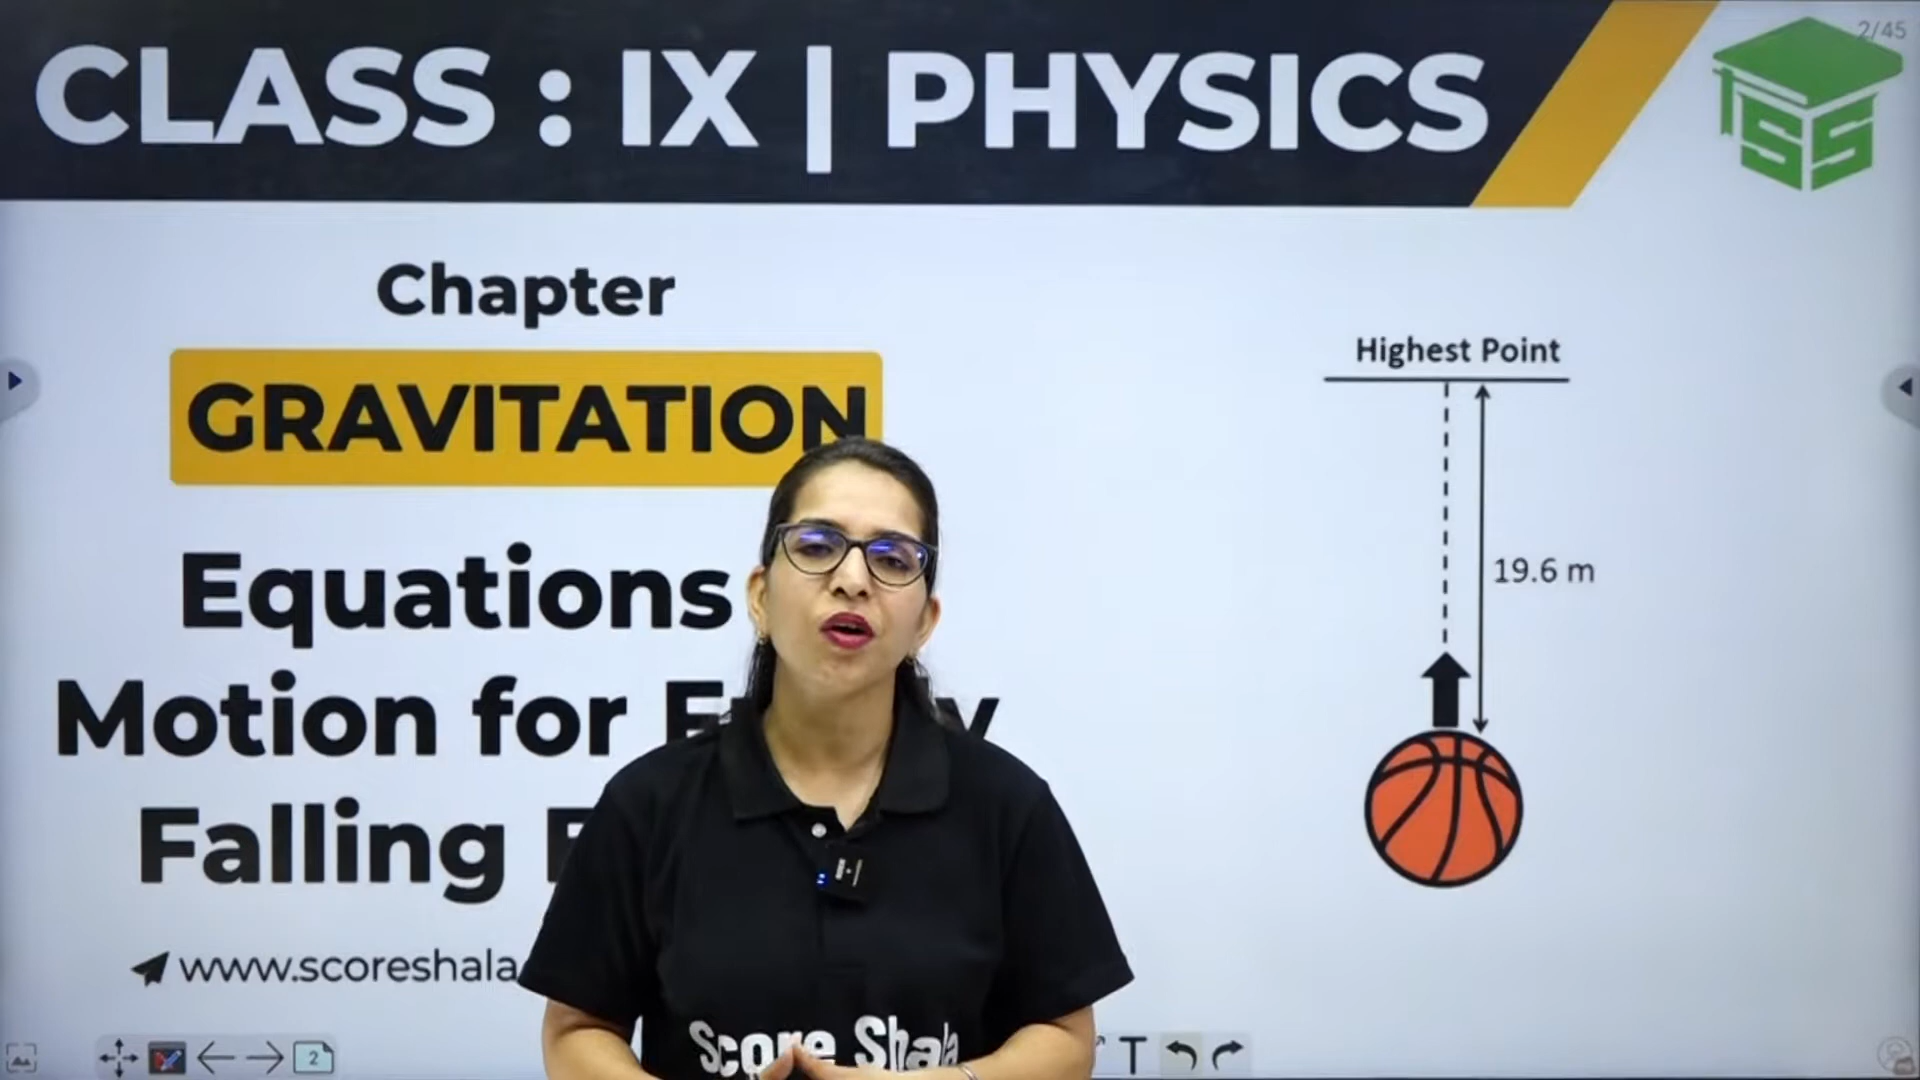 CLASS : IX | PHYSICS
2/45
SS
Chapter
GRAVITATION
Highest Point
Equations
19.6 m
Motion for
Falling
www.scoreshala
Score Shala
2
T